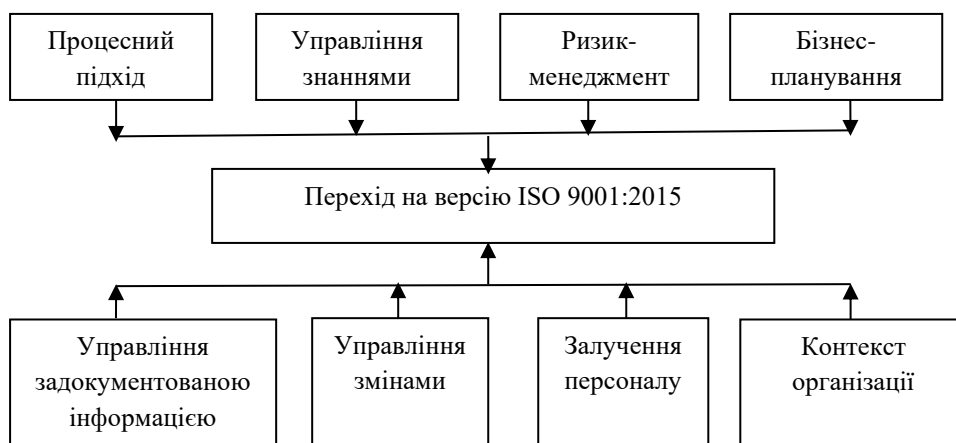 Процесний
підхід
Управління
знаннями
Ризик-
менеджмент
Бізнес-
планування
Перехід на версію ISO 9001:2015
Управління
задокументованою
інформацією
Управління
змінами
Залучення
персоналу
Контекст
організації